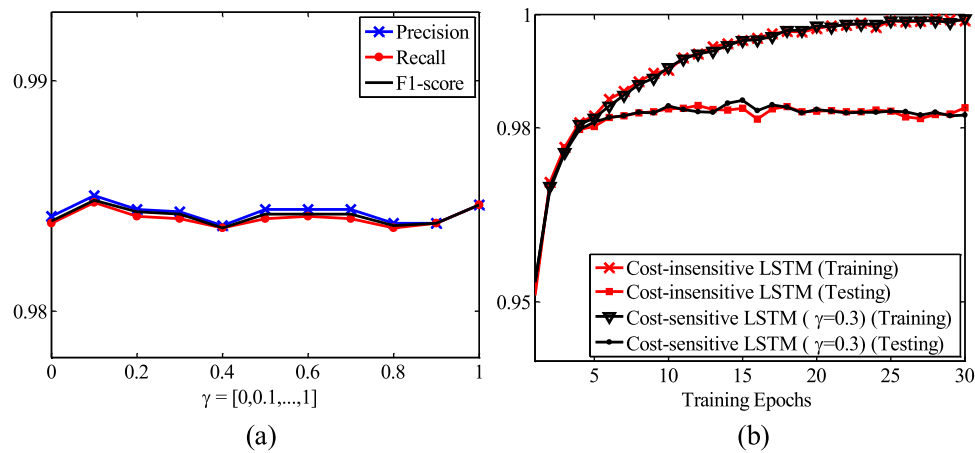 0.99
0.98
Precision
Recall
F1-score
0
0.2
0.4
0.6
0.8
1
γ = [0,0.1,...,1]
(a)
1
0.98
0.95
Cost-insensitive LSTM (Training)
Cost-insensitive LSTM (Testing)
Cost-sensitive LSTM ( γ=0.3) (Training)
Cost-sensitive LSTM ( γ=0.3) (Testing)
5
10
15
20
25
30
Training Epochs
(b)